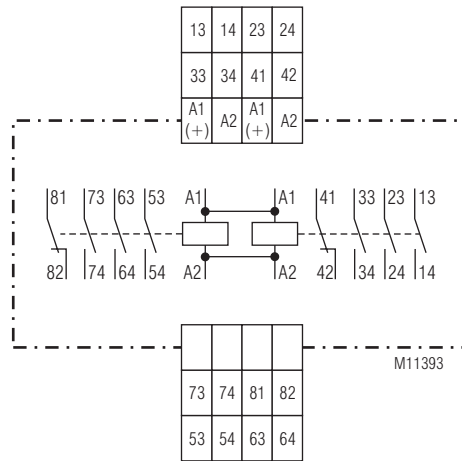 13 14 23 24
33 34 41 42
A1 (+) A2 A1 (+) A2
81 73 63 53 A1 A1 41 33 23 13
82 74 64 54 A2 A2 42 34 24 14
M11393
73 74 81 82
53 54 63 64